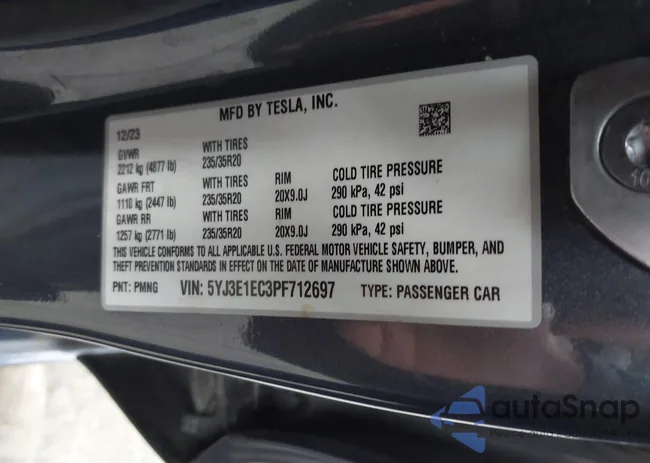 MFD BY TESLA, INC.
12/23
GVWR WITH TIRES
2212 kg (4877 lb) 235/35R20
GAWR FRT WITH TIRES RIM COLD TIRE PRESSURE
1110 kg (2447 lb) 235/35R20 20X9.0J 290 kPa, 42 psi
GAWR RR WITH TIRES RIM COLD TIRE PRESSURE
1257 kg (2771 lb) 235/35R20 20X9.0J 290 kPa, 42 psi
THIS VEHICLE CONFORMS TO ALL APPLICABLE U.S. FEDERAL MOTOR VEHICLE SAFETY, BUMPER, AND
THEFT PREVENTION STANDARDS IN EFFECT ON THE DATE OF MANUFACTURE SHOWN ABOVE.
PNT: PMNG VIN: 5YJ3E1EC3PF712697 TYPE: PASSENGER CAR
10
autoSnap